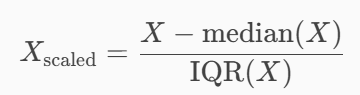 X_scaled = (X − median(X)) / IQR(X)